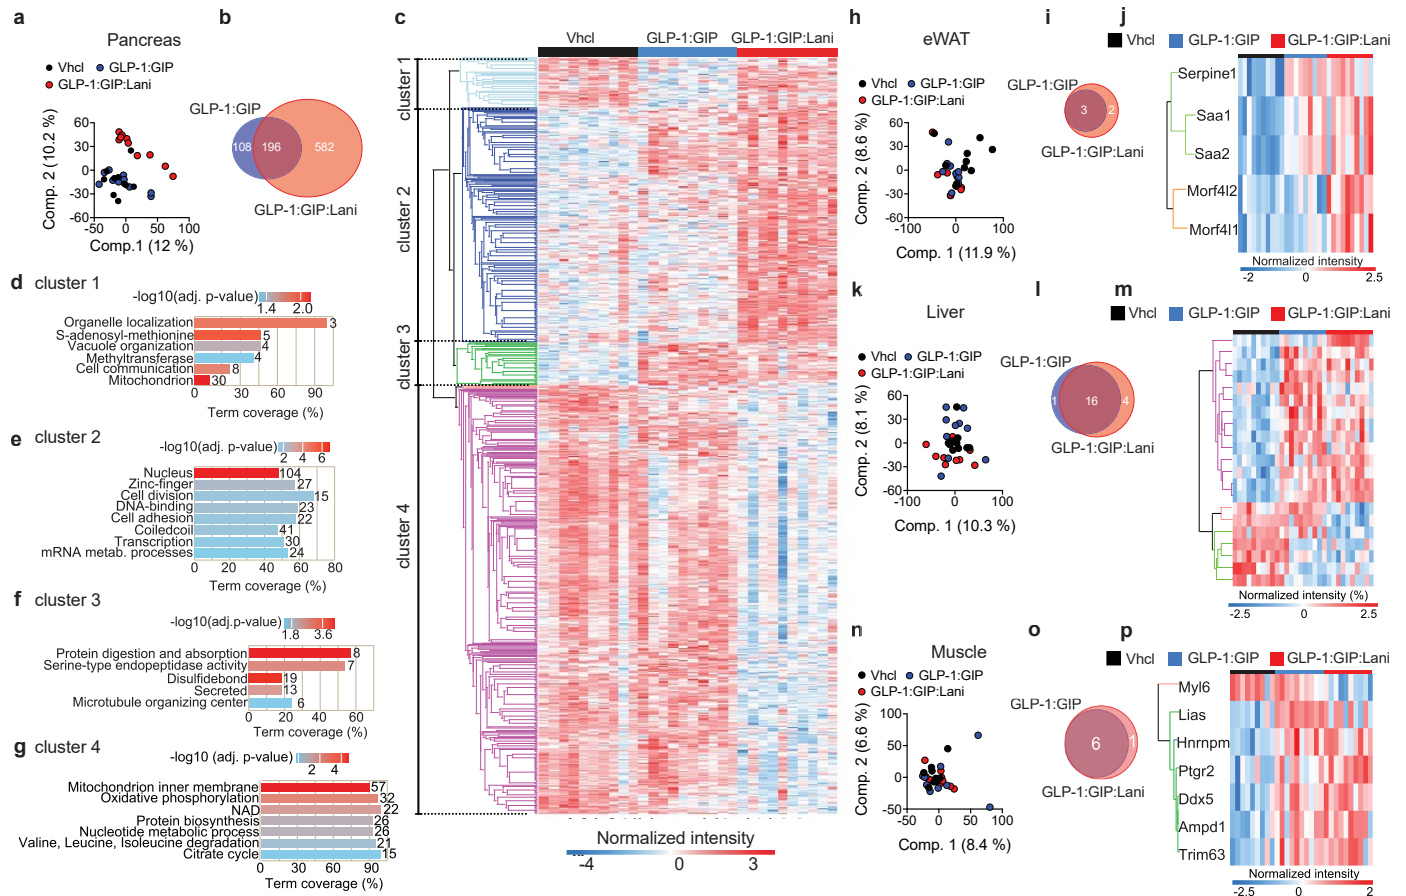 a
Pancreas
Vhcl
GLP-1:GIP
GLP-1:GIP:Lani
Comp. 2 (10.2 %)
60
30
0
-30
-60
-100
0
100
Comp.1 (12 %)
b
GLP-1:GIP
108
196
582
GLP-1:GIP:Lani
c
Vhcl
GLP-1:GIP
GLP-1:GIP:Lani
cluster 1
cluster 2
cluster 3
cluster 4
Normalized intensity
-4
0
3
d
cluster 1
-log10(adj. p-value)
1.4
2.0
Organelle localization
3
S-adenosyl-methionine
5
Vacuole organization
4
Methyltransferase
4
Cell communication
8
Mitochondrion
30
0
30
60
90
Term coverage (%)
e
cluster 2
-log10(adj. p-value)
2
4
6
Nucleus
104
Zinc-finger
27
Cell division
15
DNA-binding
23
Cell adhesion
22
Coiledcoil
41
Transcription
30
mRNA metab. processes
24
0
20
40
60
80
Term coverage (%)
f
cluster 3
-log10(adj.p-value)
1.8
3.6
Protein digestion and absorption
8
Serine-type endopeptidase activity
7
Disulfidebond
19
Secreted
13
Microtubule organizing center
6
0
20
40
60
Term coverage (%)
g
cluster 4
-log10 (adj. p-value)
2
4
Mitochondrion inner membrane
57
Oxidative phosphorylation
32
NAD
22
Protein biosynthesis
26
Nucleotide metabolic process
26
Valine, Leucine, Isoleucine degradation
21
Citrate cycle
15
0
30
60
90
Term coverage (%)
h
eWAT
Vhcl
GLP-1:GIP
GLP-1:GIP:Lani
Comp. 2 (8.6 %)
60
30
0
-30
-60
-100
0
100
Comp. 1 (11.9 %)
i
GLP-1:GIP
3
2
GLP-1:GIP:Lani
j
Vhcl
GLP-1:GIP
GLP-1:GIP:Lani
Serpine1
Saa1
Saa2
Morf4l2
Morf4l1
Normalized intensity
-2
0
2.5
k
Liver
Vhcl
GLP-1:GIP
GLP-1:GIP:Lani
Comp. 2 (8.1 %)
60
30
0
-30
-60
-100
0
100
Comp. 1 (10.3 %)
l
GLP-1:GIP
1
16
4
GLP-1:GIP:Lani
m
Vhcl
GLP-1:GIP
GLP-1:GIP:Lani
Normalized intensity (%)
-2.5
0
2.5
n
Muscle
Vhcl
GLP-1:GIP
GLP-1:GIP:Lani
Comp. 2 (6.6 %)
100
50
0
-50
-50
0
50
100
Comp. 1 (8.4 %)
o
GLP-1:GIP
6
1
GLP-1:GIP:Lani
p
Vhcl
GLP-1:GIP
GLP-1:GIP:Lani
Myl6
Lias
Hnrnpm
Ptgr2
Ddx5
Ampd1
Trim63
Normalized intensity
-2.5
0
2